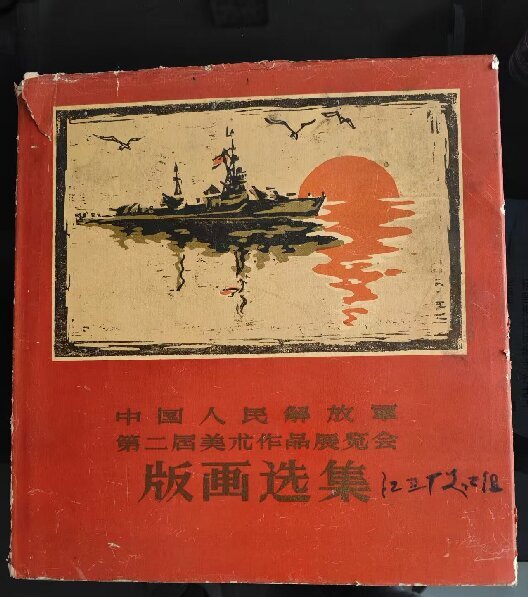 中国人民解放军
第二届美术作品展览会
版画选集